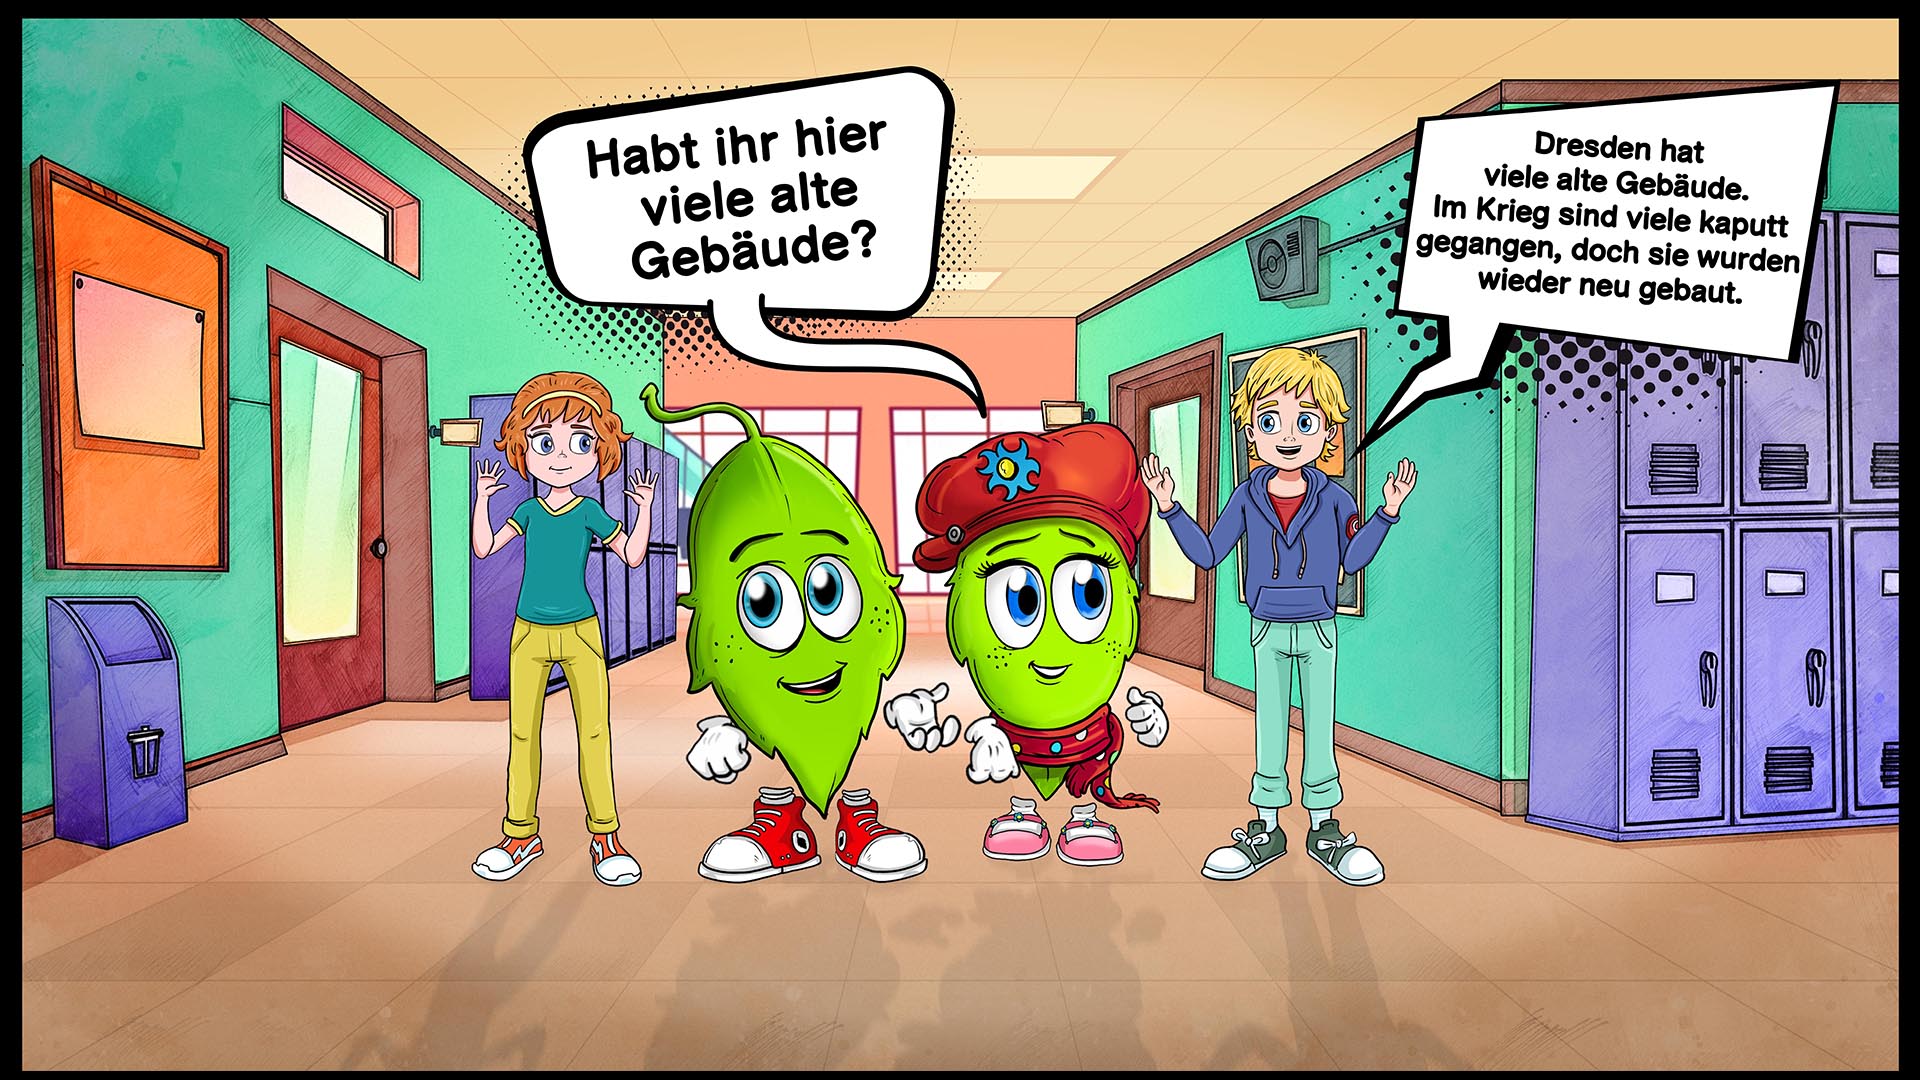 Habt ihr hier
viele alte
Gebäude?
Dresden hat
viele alte Gebäude.
Im Krieg sind viele kaputt
gegangen, doch sie wurden
wieder neu gebaut.